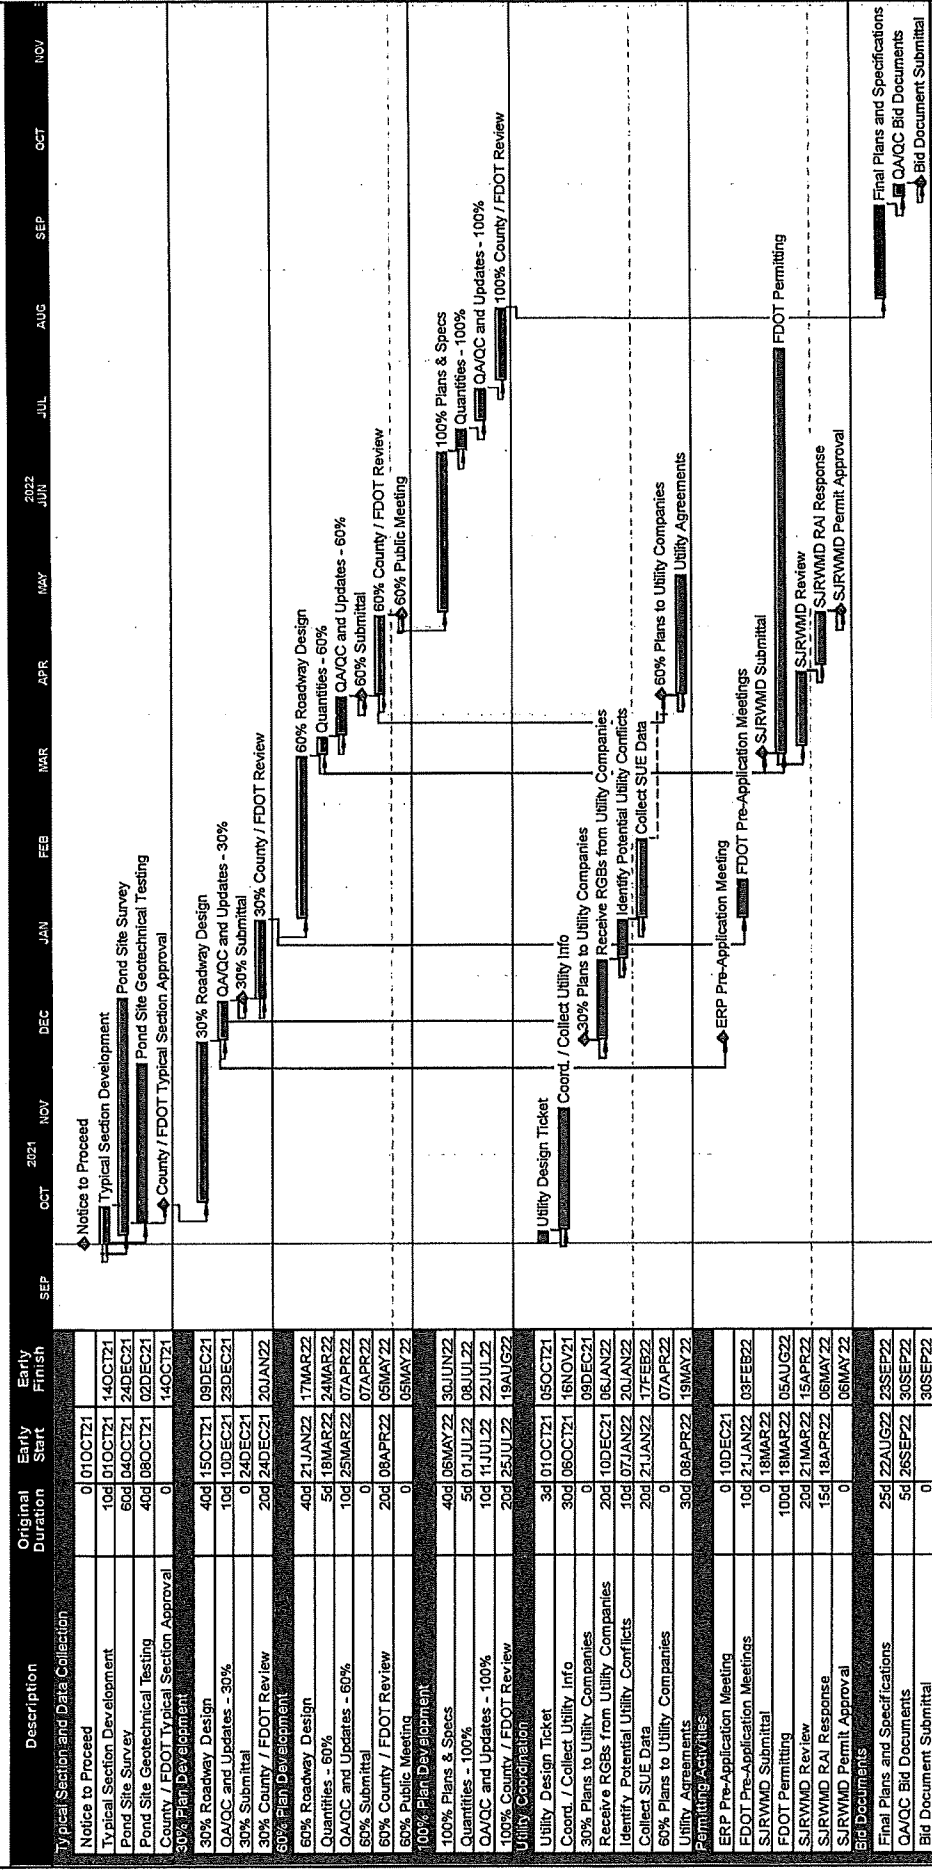 Description Original Duration Early Start Early Finish
2021 2022
SEP OCT NOV DEC JAN FEB MAR APR MAY JUN JUL AUG SEP OCT NOV
Typical Section and Data Collection
Notice to Proceed 0 01OCT21
Typical Section Development 10d 01OCT21 14OCT21
Pond Site Survey 60d 04OCT21 24DEC21
Pond Site Geotechnical Testing 40d 08OCT21 02DEC21
County / FDOT Typical Section Approval 0 14OCT21
30% Plan Development
30% Roadway Design 40d 15OCT21 09DEC21
QA/QC and Updates - 30% 10d 10DEC21 23DEC21
30% Submittal 0 24DEC21
30% County / FDOT Review 20d 24DEC21 20JAN22
60% Plan Development
60% Roadway Design 40d 21JAN22 17MAR22
Quantities - 60% 5d 18MAR22 24MAR22
QA/QC and Updates - 60% 10d 25MAR22 07APR22
60% Submittal 0 07APR22
60% County / FDOT Review 20d 08APR22 05MAY22
60% Public Meeting 0 05MAY22
100% Plan Development
100% Plans & Specs 40d 06MAY22 30JUN22
Quantities - 100% 5d 01JUL22 08JUL22
QA/QC and Updates - 100% 10d 11JUL22 22JUL22
100% County / FDOT Review 20d 25JUL22 19AUG22
Utility Coordination
Utility Design Ticket 3d 01OCT21 05OCT21
Coord. / Collect Utility Info 30d 06OCT21 16NOV21
30% Plans to Utility Companies 0 09DEC21
Receive RGBs from Utility Companies 20d 10DEC21 06JAN22
Identify Potential Utility Conflicts 10d 07JAN22 20JAN22
Collect SUE Data 20d 21JAN22 17FEB22
60% Plans to Utility Companies 0 07APR22
Utility Agreements 30d 08APR22 19MAY22
Permitting Activities
ERP Pre-Application Meeting 0 10DEC21
FDOT Pre-Application Meetings 10d 21JAN22 03FEB22
SJRWMD Submittal 0 18MAR22
FDOT Permitting 100d 18MAR22 05AUG22
SJRWMD Review 20d 21MAR22 15APR22
SJRWMD RAI Response 15d 18APR22 06MAY22
SJRWMD Permit Approval 0 06MAY22
Bid Documents
Final Plans and Specifications 25d 22AUG22 23SEP22
QA/QC Bid Documents 5d 26SEP22 30SEP22
Bid Document Submittal 0 30SEP22
Notice to Proceed
Typical Section Development
Pond Site Survey
Pond Site Geotechnical Testing
County / FDOT Typical Section Approval
30% Roadway Design
QA/QC and Updates - 30%
30% Submittal
30% County / FDOT Review
60% Roadway Design
Quantities - 60%
QA/QC and Updates - 60%
60% Submittal
60% County / FDOT Review
60% Public Meeting
100% Plans & Specs
Quantities - 100%
QA/QC and Updates - 100%
100% County / FDOT Review
Utility Design Ticket
Coord. / Collect Utility Info
30% Plans to Utility Companies
Receive RGBs from Utility Companies
Identify Potential Utility Conflicts
Collect SUE Data
60% Plans to Utility Companies
Utility Agreements
ERP Pre-Application Meeting
FDOT Pre-Application Meetings
SJRWMD Submittal
FDOT Permitting
SJRWMD Review
SJRWMD RAI Response
SJRWMD Permit Approval
Final Plans and Specifications
QA/QC Bid Documents
Bid Document Submittal